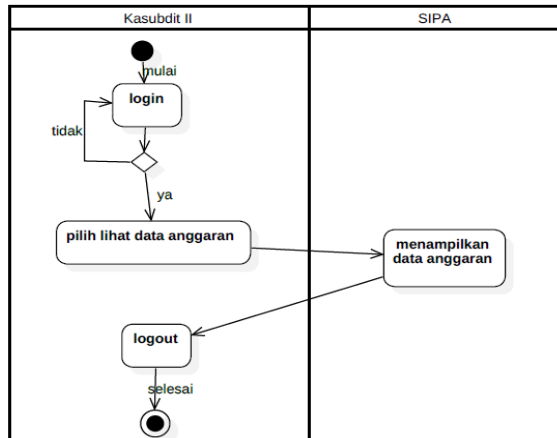 Kasubdit II
SIPA
mulai
login
tidak
ya
pilih lihat data anggaran
menampilkan
data anggaran
logout
selesai